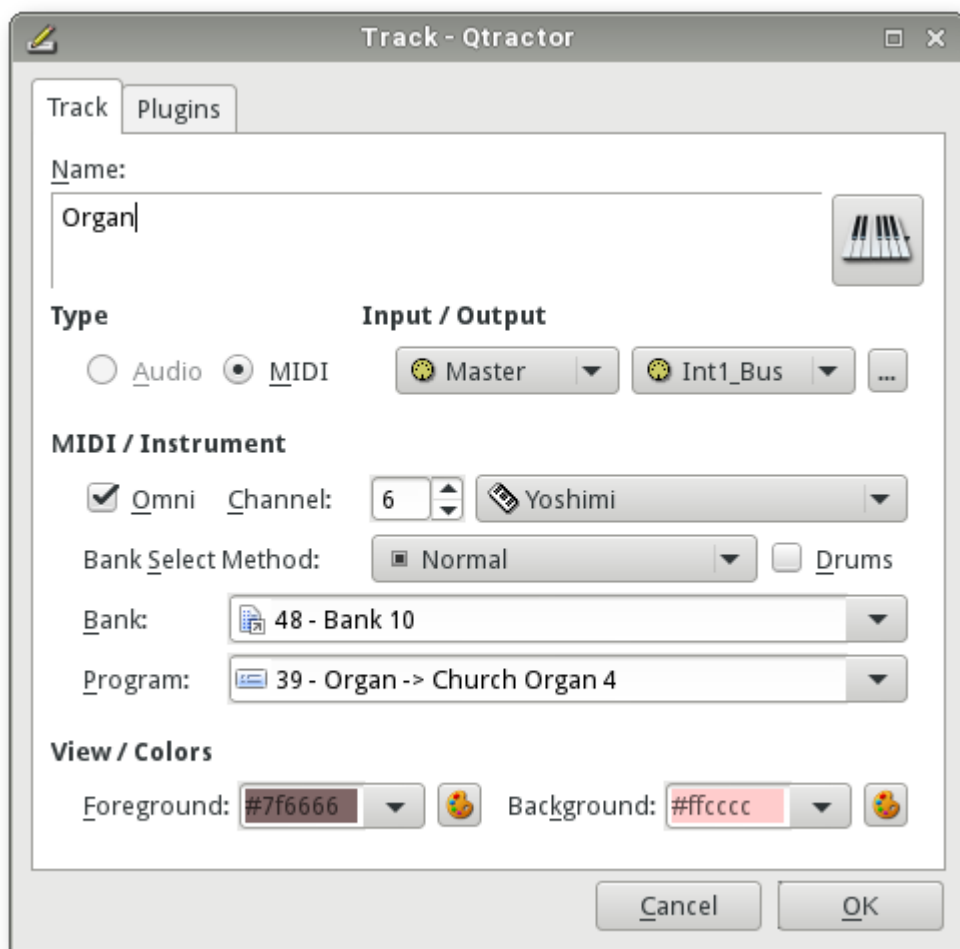 Track - Qtractor
Track Plugins
Name:
Organ
Type Input / Output
Audio MIDI Master Int1_Bus ...
MIDI / Instrument
Omni Channel: 6 Yoshimi
Bank Select Method: Normal Drums
Bank: 48 - Bank 10
Program: 39 - Organ -> Church Organ 4
View / Colors
Foreground: #7f6666 Background: #ffcccc
Cancel OK